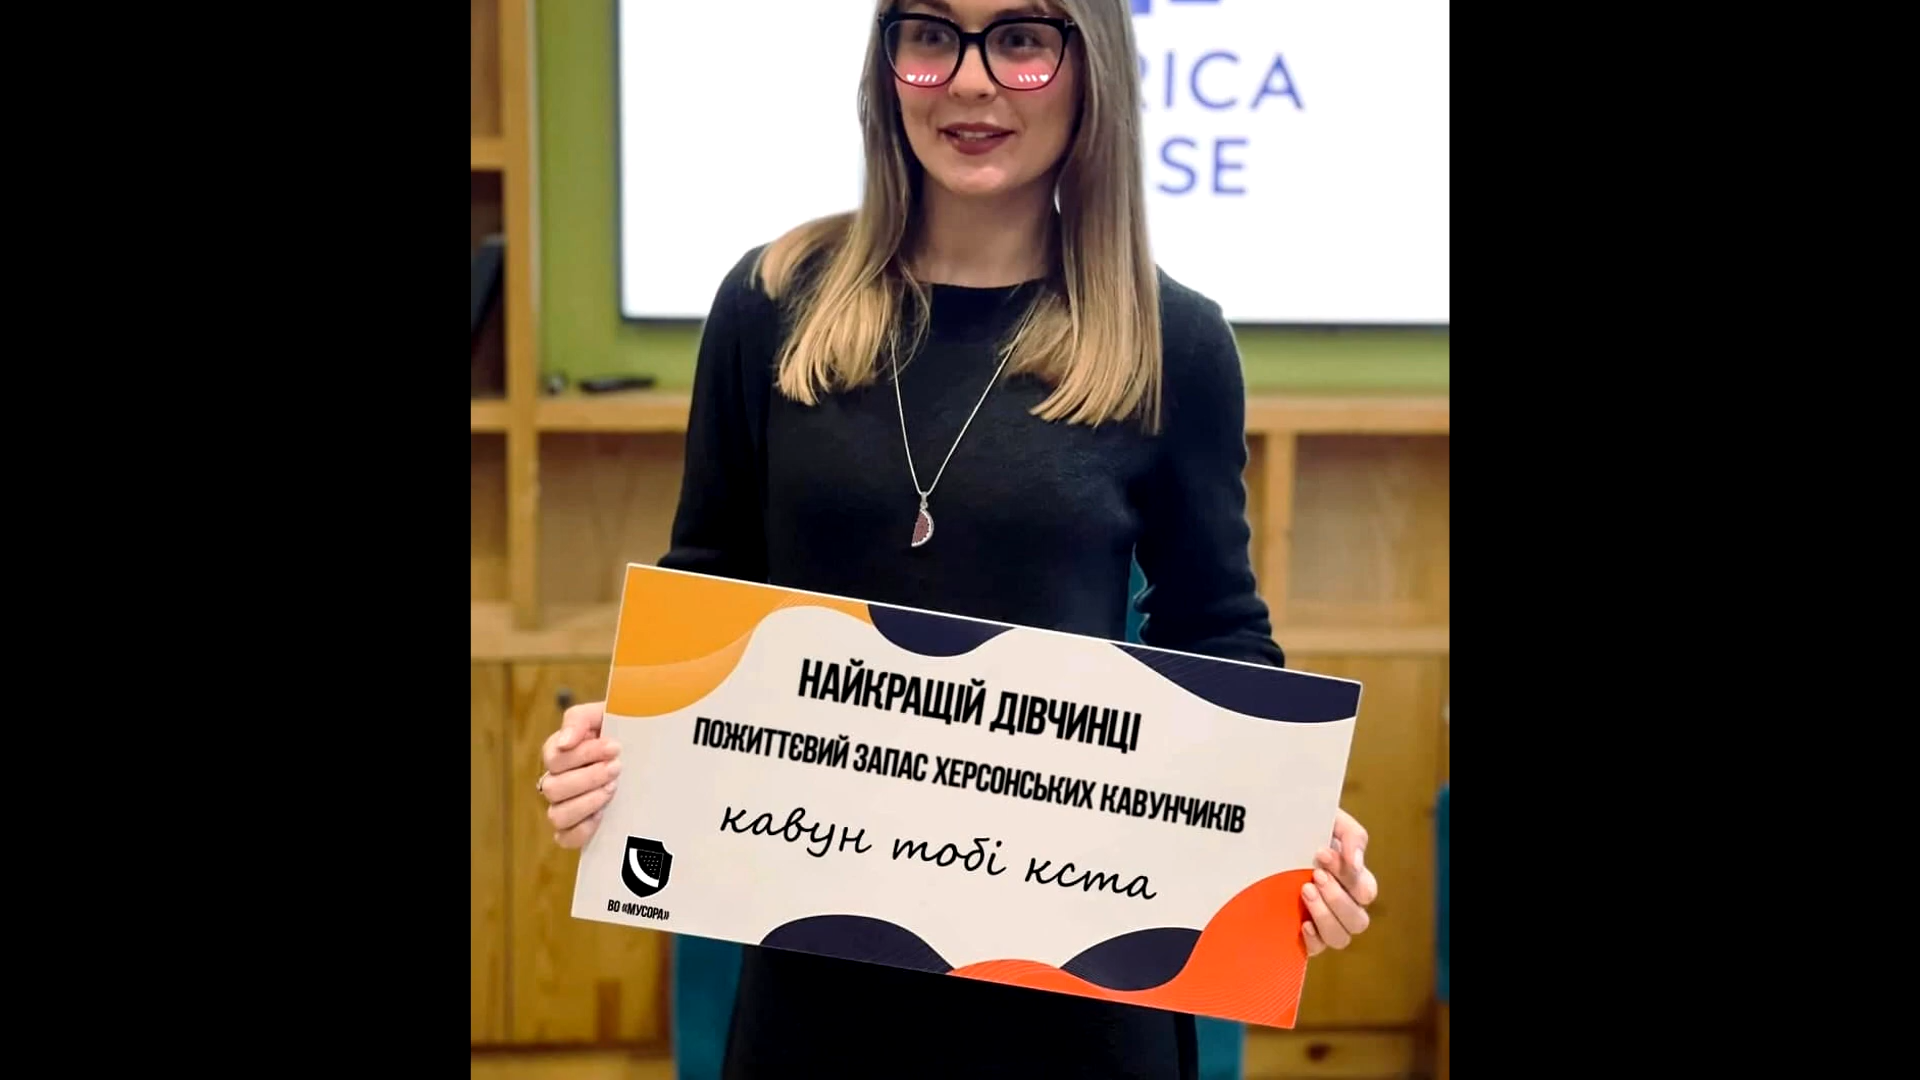 RICA
SE
НАЙКРАЩІЙ ДІВЧИНЦІ
ПОЖИТТЄВИЙ ЗАПАС ХЕРСОНСЬКИХ КАВУНЧИКІВ
кавун тобі кста
ВО «МУСОРА»